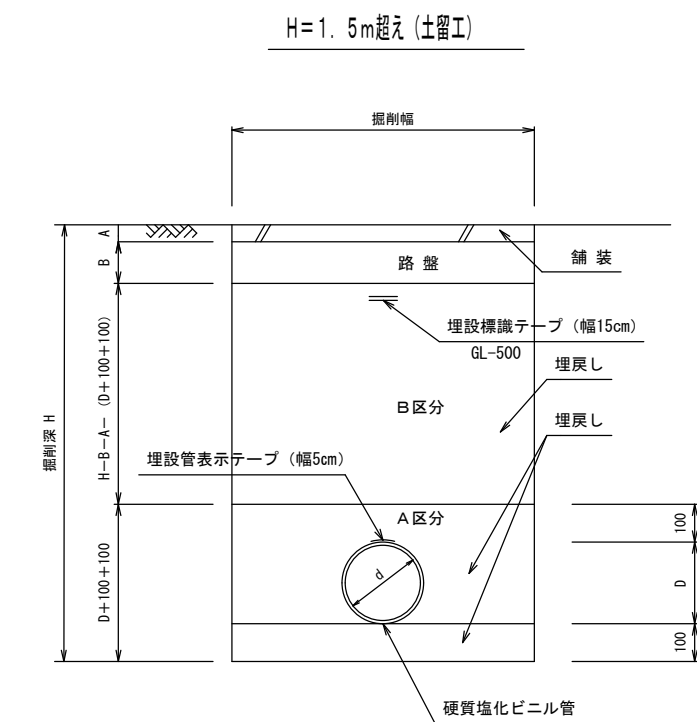 H=1．5m超え（土留工）
掘削幅
A
舗 装
B
路 盤
埋設標識テープ（幅15cm）
GL-500
埋戻し
H－B－A－（D＋100＋100）
B区分
掘削深 H
埋戻し
埋設管表示テープ（幅5cm）
A区分
100
D＋100＋100
d
D
100
硬質塩化ビニル管